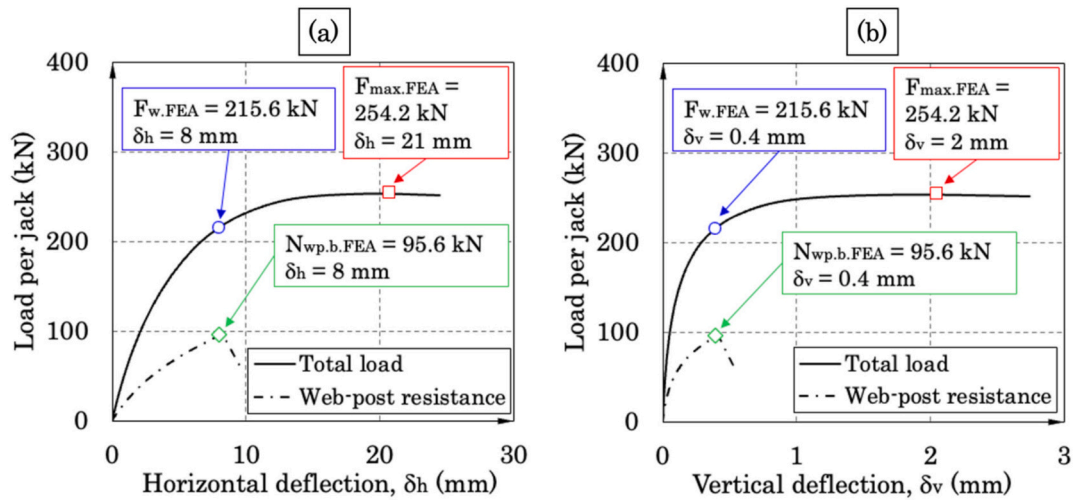 (a)
400
300
200
100
0
Load per jack (kN)
Fw.FEA = 215.6 kN
δh = 8 mm
Fmax.FEA =
254.2 kN
δh = 21 mm
Nwp.b.FEA = 95.6 kN
δh = 8 mm
Total load
Web-post resistance
0 10 20 30
Horizontal deflection, δh (mm)
(b)
400
300
200
100
0
Load per jack (kN)
Fw.FEA = 215.6 kN
δv = 0.4 mm
Fmax.FEA =
254.2 kN
δv = 2 mm
Nwp.b.FEA = 95.6 kN
δv = 0.4 mm
Total load
Web-post resistance
0 1 2 3
Vertical deflection, δv (mm)